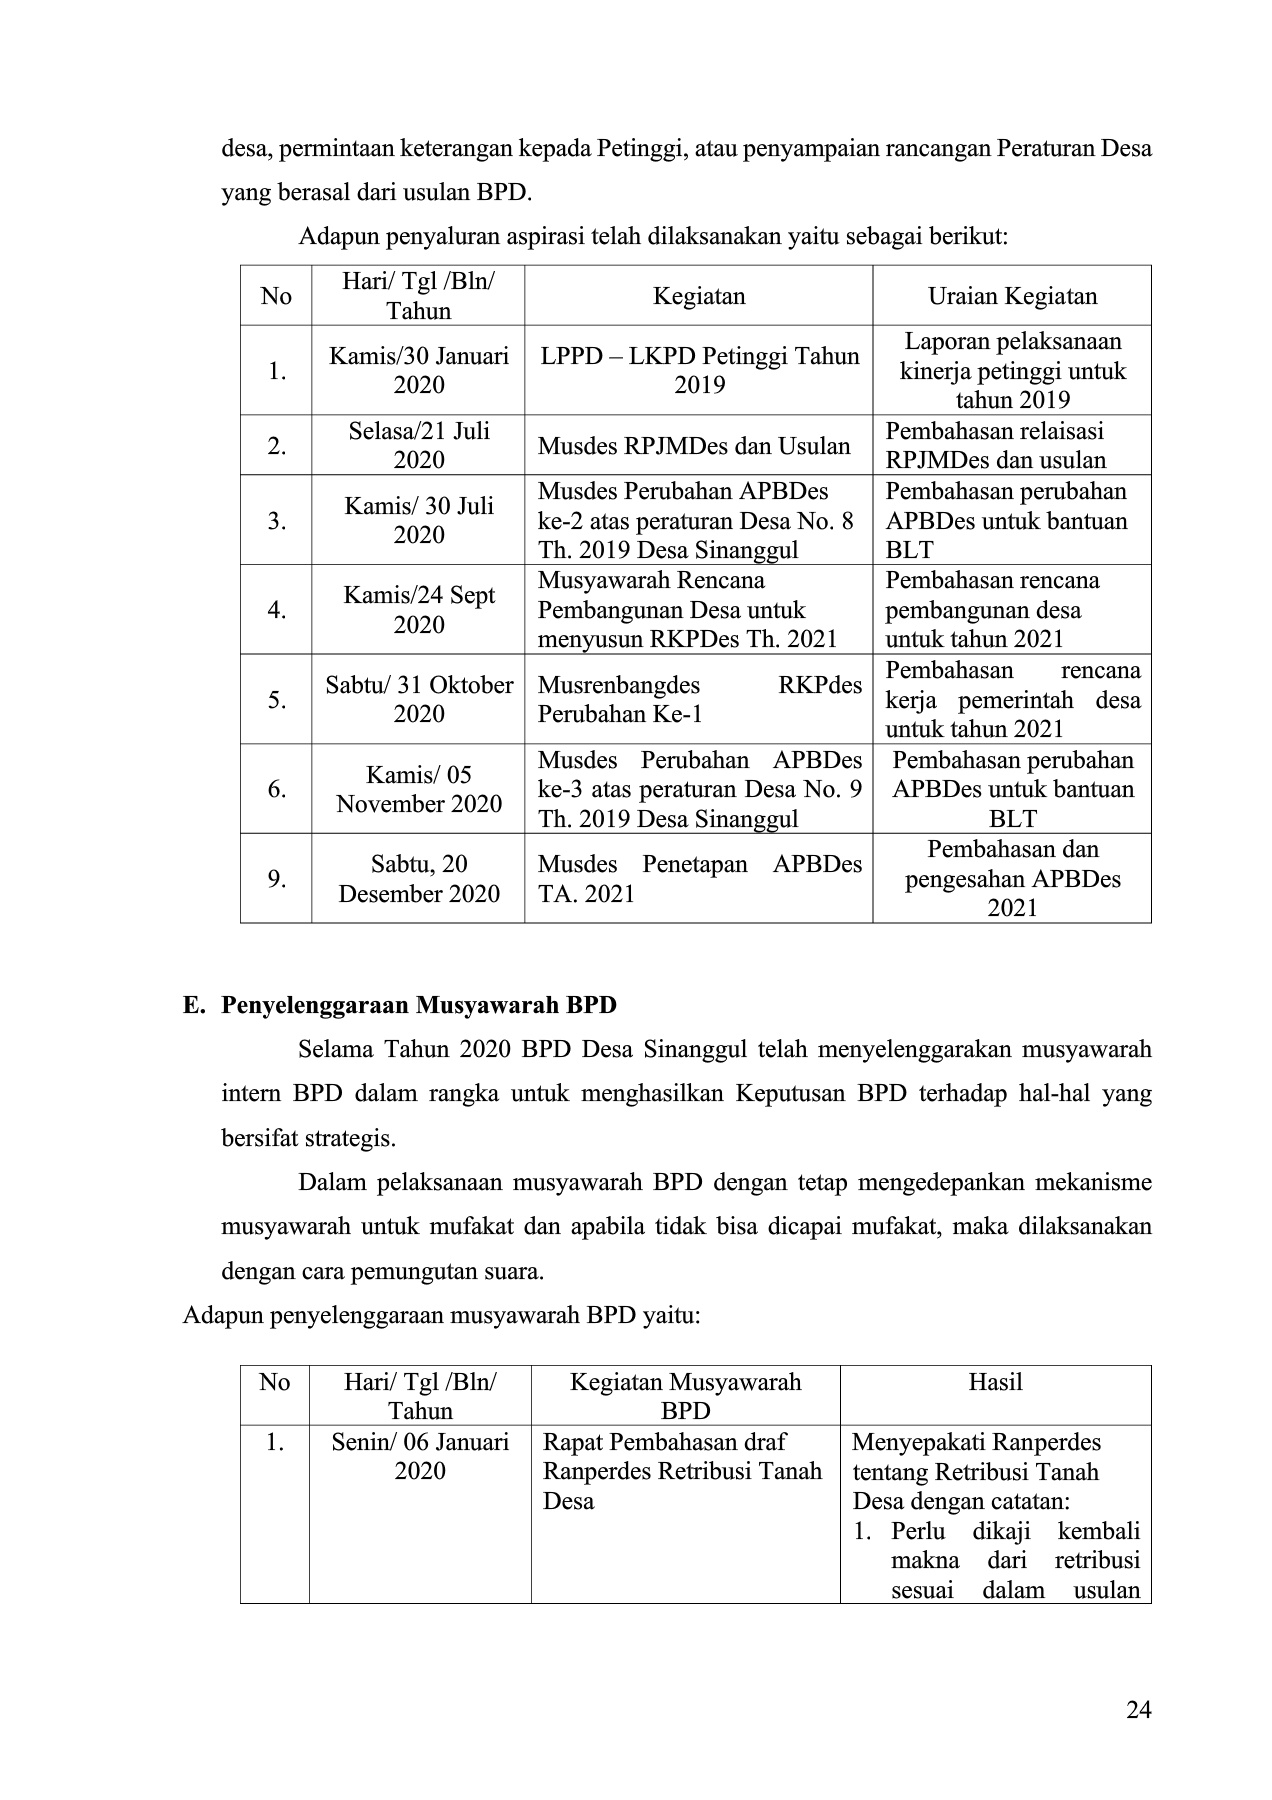 desa, permintaan keterangan kepada Petinggi, atau penyampaian rancangan Peraturan Desa
yang berasal dari usulan BPD.
Adapun penyaluran aspirasi telah dilaksanakan yaitu sebagai berikut:
No
Hari/ Tgl /Bln/
Tahun
Kegiatan
Uraian Kegiatan
1.
Kamis/30 Januari
2020
LPPD – LKPD Petinggi Tahun
2019
Laporan pelaksanaan
kinerja petinggi untuk
tahun 2019
2.
Selasa/21 Juli
2020
Musdes RPJMDes dan Usulan
Pembahasan relaisasi
RPJMDes dan usulan
3.
Kamis/ 30 Juli
2020
Musdes Perubahan APBDes
ke-2 atas peraturan Desa No. 8
Th. 2019 Desa Sinanggul
Pembahasan perubahan
APBDes untuk bantuan
BLT
4.
Kamis/24 Sept
2020
Musyawarah Rencana
Pembangunan Desa untuk
menyusun RKPDes Th. 2021
Pembahasan rencana
pembangunan desa
untuk tahun 2021
5.
Sabtu/ 31 Oktober
2020
Musrenbangdes RKPdes
Perubahan Ke-1
Pembahasan rencana
kerja pemerintah desa
untuk tahun 2021
6.
Kamis/ 05
November 2020
Musdes Perubahan APBDes
ke-3 atas peraturan Desa No. 9
Th. 2019 Desa Sinanggul
Pembahasan perubahan
APBDes untuk bantuan
BLT
9.
Sabtu, 20
Desember 2020
Musdes Penetapan APBDes
TA. 2021
Pembahasan dan
pengesahan APBDes
2021
E. Penyelenggaraan Musyawarah BPD
Selama Tahun 2020 BPD Desa Sinanggul telah menyelenggarakan musyawarah
intern BPD dalam rangka untuk menghasilkan Keputusan BPD terhadap hal-hal yang
bersifat strategis.
Dalam pelaksanaan musyawarah BPD dengan tetap mengedepankan mekanisme
musyawarah untuk mufakat dan apabila tidak bisa dicapai mufakat, maka dilaksanakan
dengan cara pemungutan suara.
Adapun penyelenggaraan musyawarah BPD yaitu:
No
Hari/ Tgl /Bln/
Tahun
Kegiatan Musyawarah
BPD
Hasil
1.
Senin/ 06 Januari
2020
Rapat Pembahasan draf
Ranperdes Retribusi Tanah
Desa
Menyepakati Ranperdes
tentang Retribusi Tanah
Desa dengan catatan:
1. Perlu dikaji kembali
makna dari retribusi
sesuai dalam usulan
24